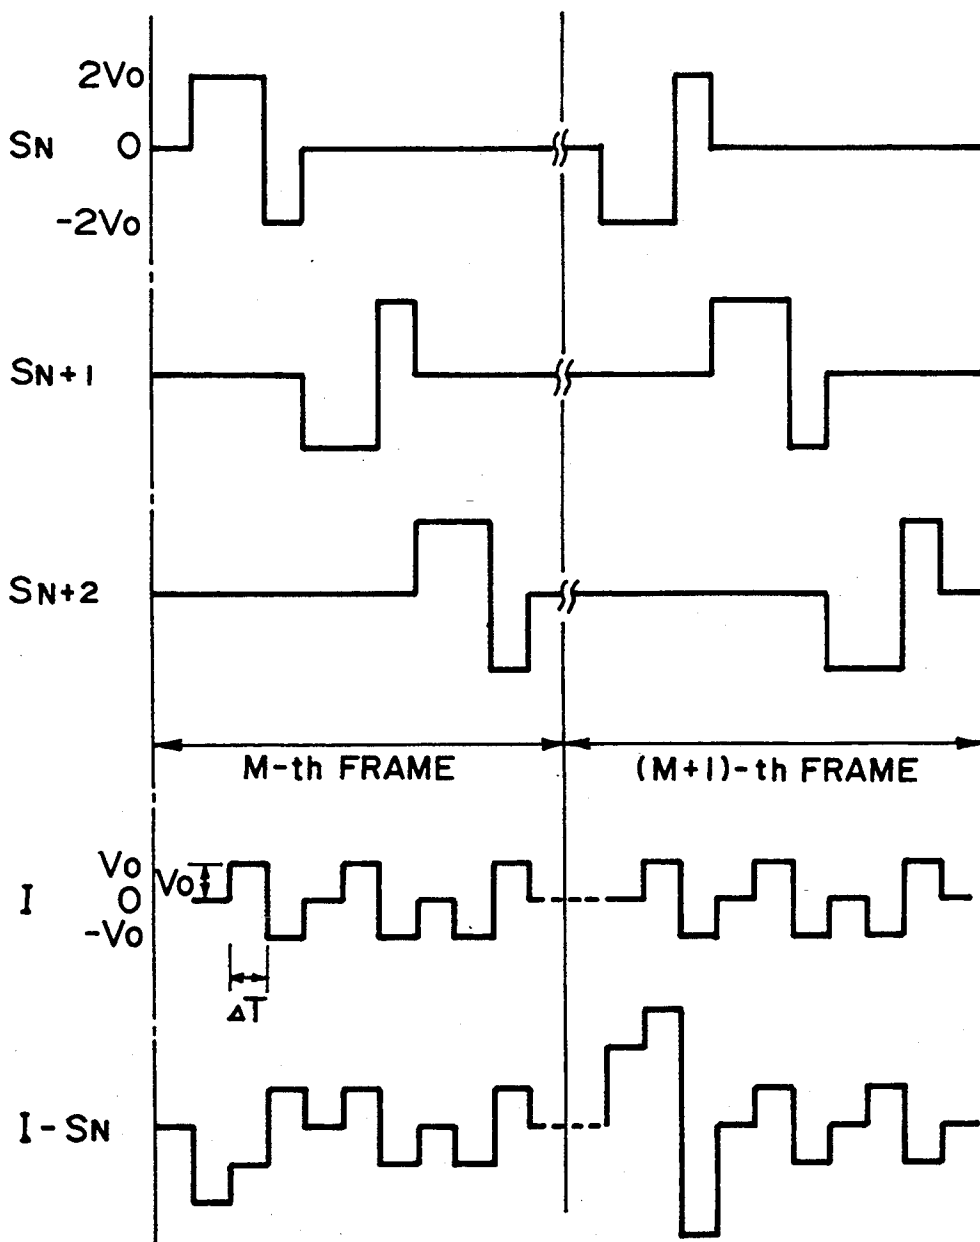 2Vo
SN 0
-2Vo
SN+1
SN+2
M-th FRAME
(M+1)-th FRAME
Vo
Vo
I 0
-Vo
ΔT
I-SN